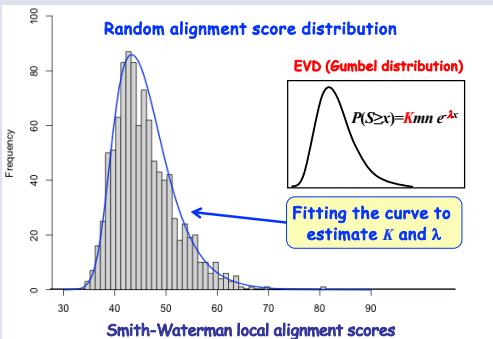 Random alignment score distribution
EVD (Gumbel distribution)
P(S≥x)=Kmn e^-λx
Fitting the curve to
estimate K and λ
Frequency
100
80
60
40
20
0
30 40 50 60 70 80 90
Smith-Waterman local alignment scores